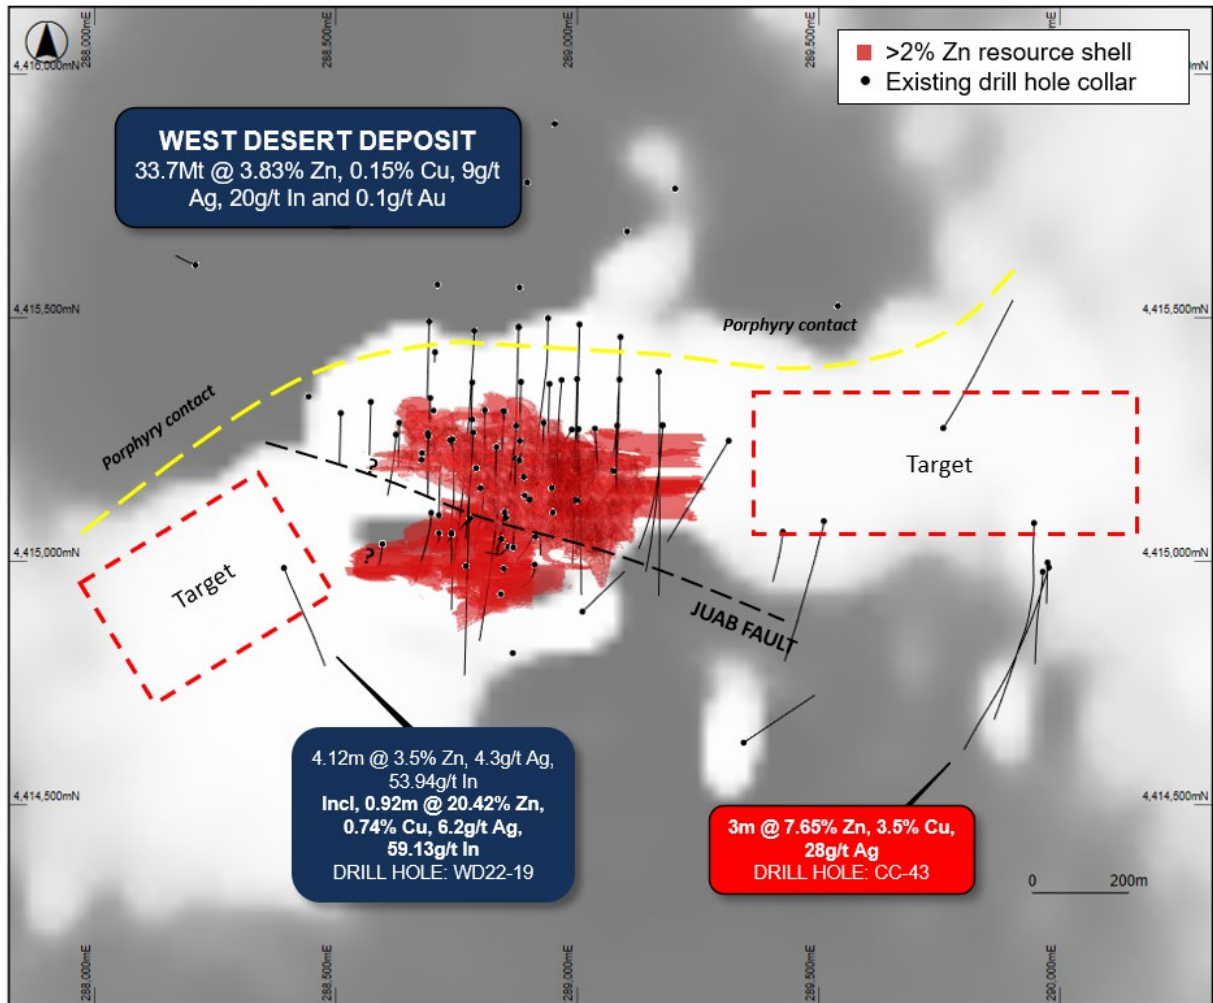 288,000mE
288,500mE
289,000mE
289,500mE
4,416,000mN
mN
>2% Zn resource shell
Existing drill hole collar
WEST DESERT DEPOSIT
33.7Mt @ 3.83% Zn, 0.15% Cu, 9g/t
Ag, 20g/t In and 0.1g/t Au
4,415,500mN
4,415,500mN
Porphyry contact
Porphyry contact
?
Target
4,415,000mN
4,415,000mN
?
Target
JUAB FAULT
4.12m @ 3.5% Zn, 4.3g/t Ag,
53.94g/t In
Incl, 0.92m @ 20.42% Zn,
0.74% Cu, 6.2g/t Ag,
59.13g/t In
DRILL HOLE: WD22-19
4,414,500mN
4,414,500mN
3m @ 7.65% Zn, 3.5% Cu,
28g/t Ag
DRILL HOLE: CC-43
0 200m
288,000mE
288,500mE
289,000mE
289,500mE
290,000mE